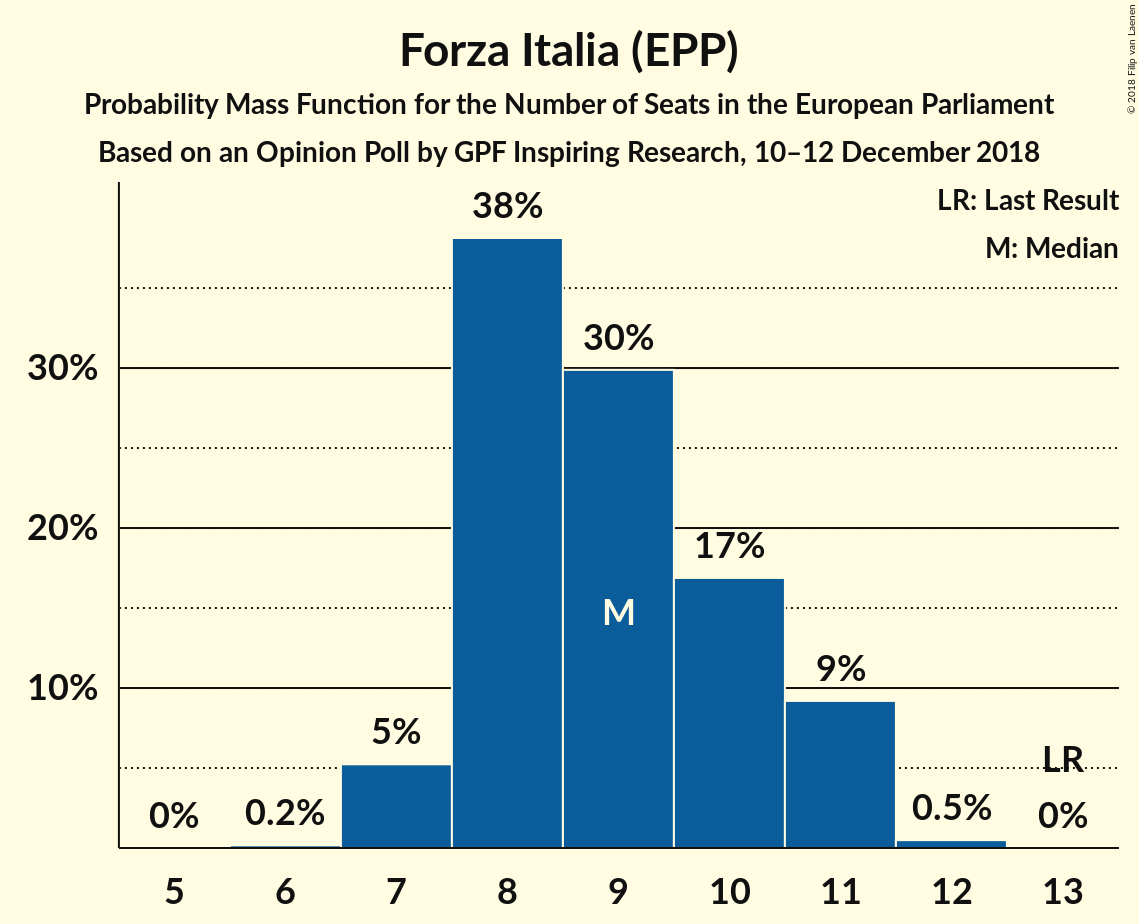 Forza Italia (EPP)
Probability Mass Function for the Number of Seats in the European Parliament
Based on an Opinion Poll by GPF Inspiring Research, 10–12 December 2018
© 2018 Filip van Laenen
LR: Last Result
M: Median
38%
30%
30%
20%
17%
M
10%
9%
5%
LR
0%
0.2%
0.5%
0%
5 6 7 8 9 10 11 12 13